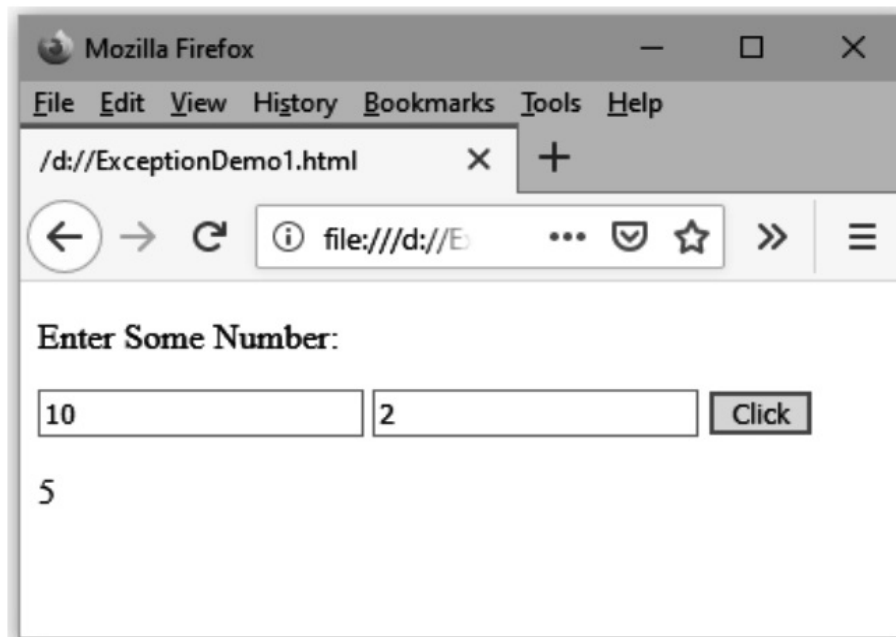 Mozilla Firefox
File Edit View History Bookmarks Tools Help
/d://ExceptionDemo1.html
file:///d://E
Enter Some Number:
10 2 Click
5